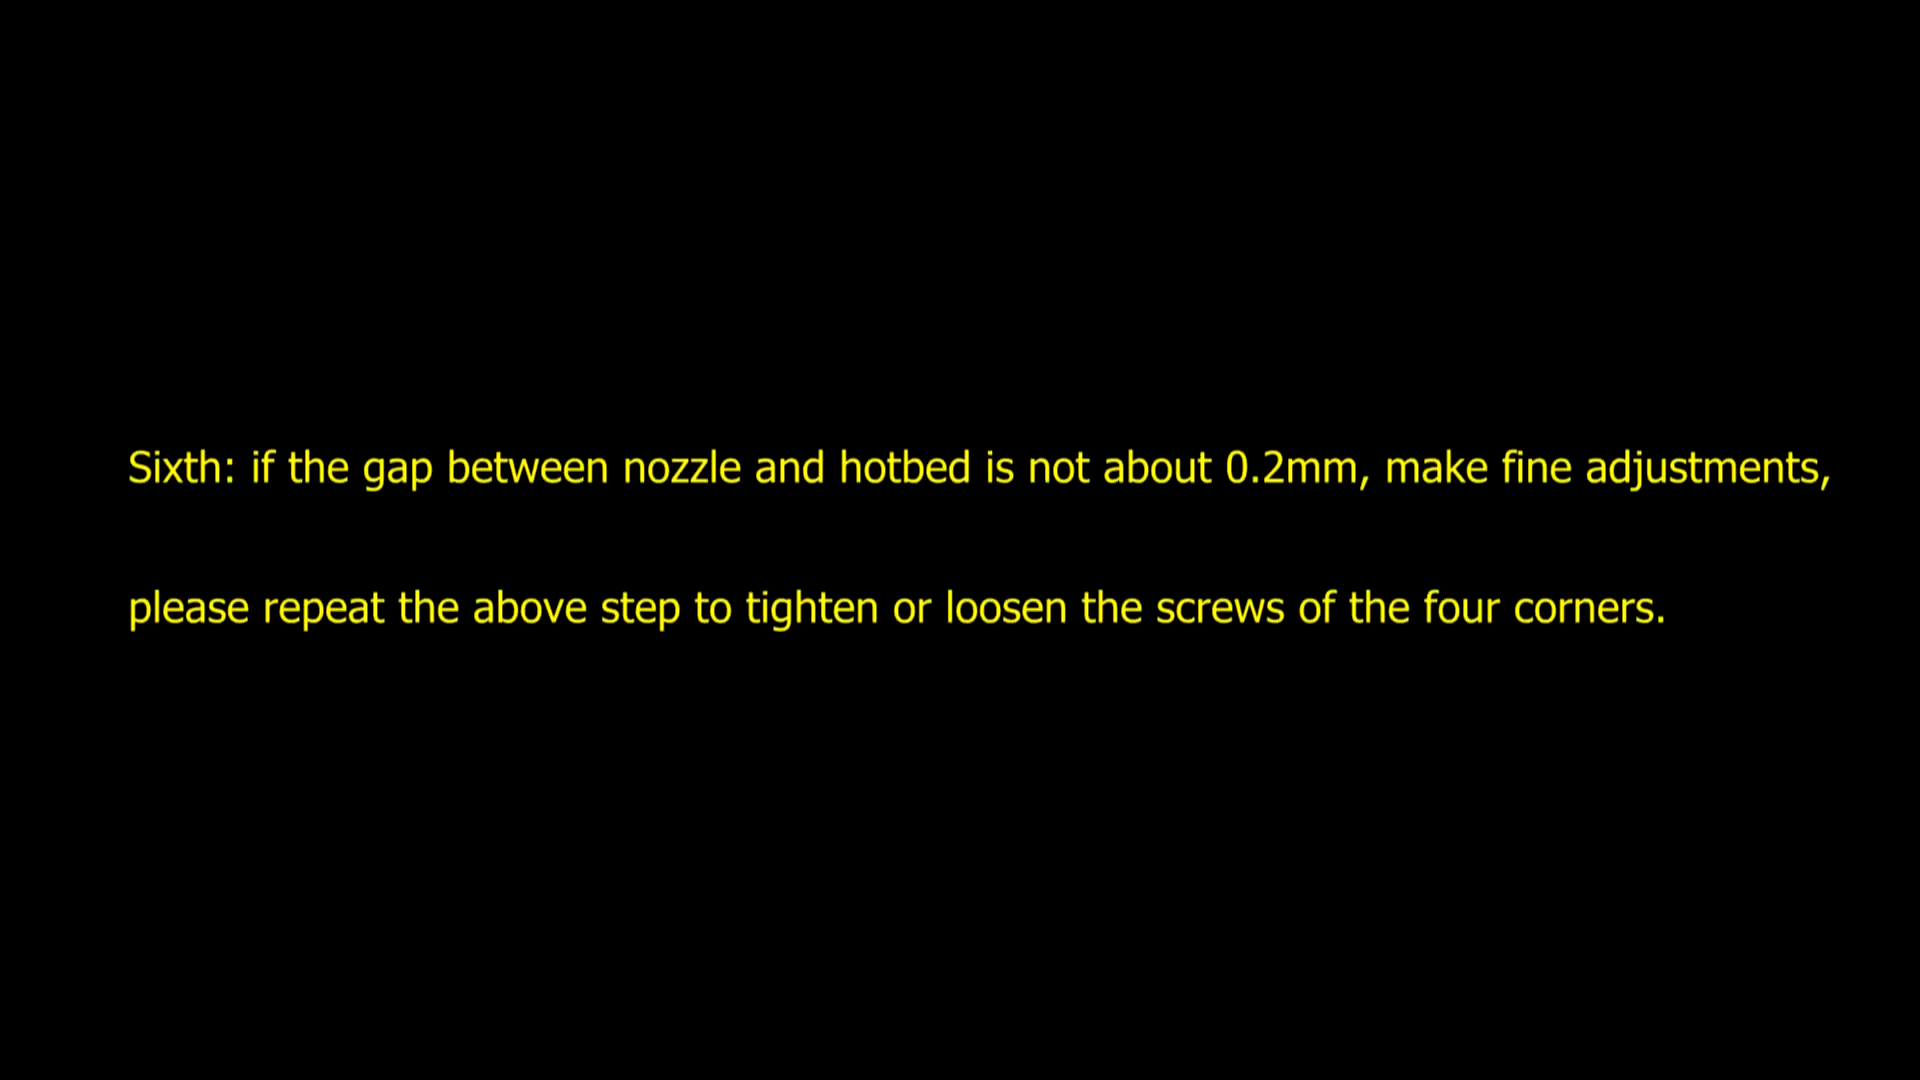 Sixth: if the gap between nozzle and hotbed is not about 0.2mm, make fine adjustments,
please repeat the above step to tighten or loosen the screws of the four corners.